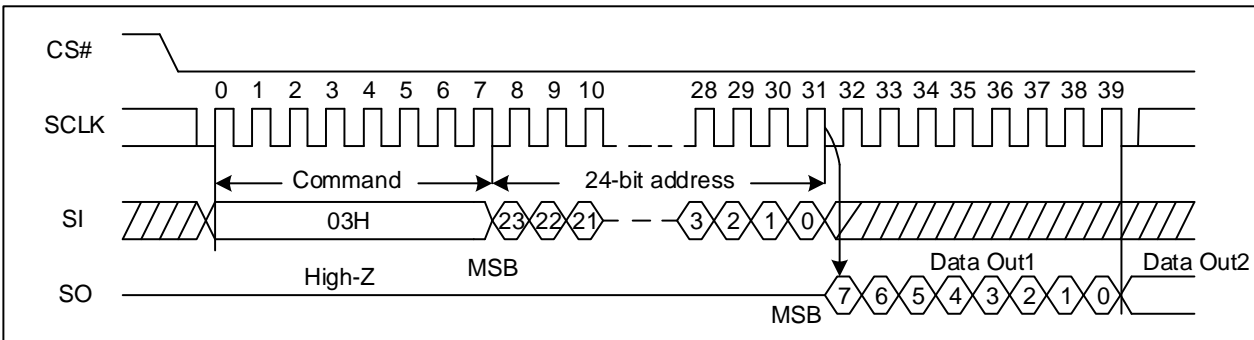 CS#
0 1 2 3 4 5 6 7 8 9 10 28 29 30 31 32 33 34 35 36 37 38 39
SCLK
Command 24-bit address
SI 03H 23 22 21 3 2 1 0
High-Z MSB Data Out1 Data Out2
SO 7 6 5 4 3 2 1 0
MSB